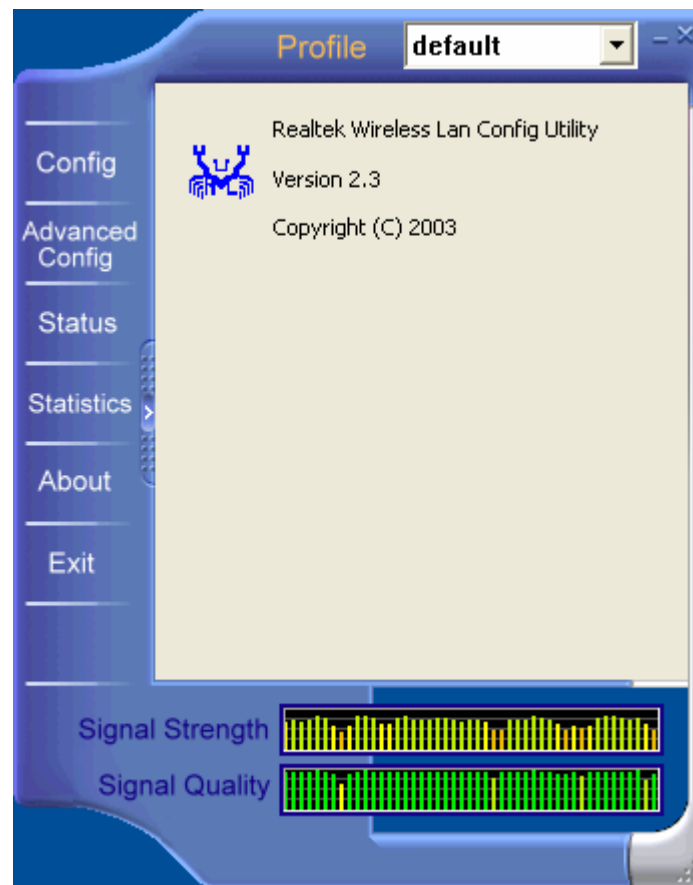 Profile
default
Config
Advanced
Config
Status
Statistics
About
Exit
Realtek Wireless Lan Config Utility
Version 2.3
Copyright (C) 2003
Signal Strength
Signal Quality